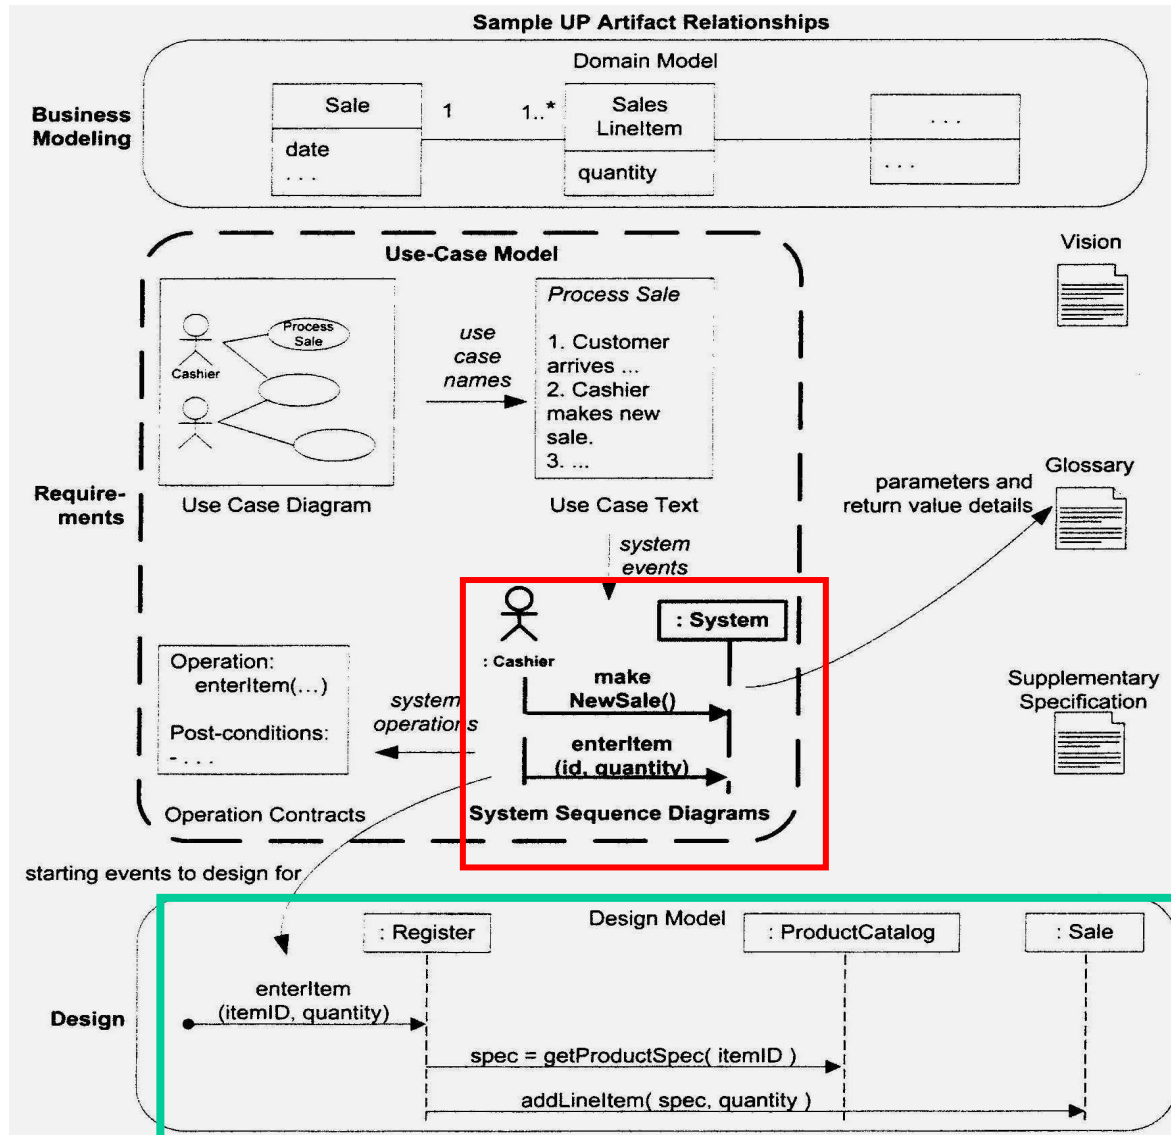 Sample UP Artifact Relationships
Domain Model
Business
Modeling
Sale
1
1..*
Sales
LineItem
. . .
date
. . .
quantity
. . .
Use-Case Model
Vision
Process
Sale
Cashier
use
case
names
Process Sale
1. Customer
arrives ...
2. Cashier
makes new
sale.
3. ...
Require-
ments
Use Case Diagram
Use Case Text
parameters and
return value details
Glossary
system
events
: System
: Cashier
make
NewSale()
enterItem
(id, quantity)
System Sequence Diagrams
Operation:
enterItem(...)
Post-conditions:
- . . .
system
operations
Operation Contracts
Supplementary
Specification
starting events to design for
Design Model
: Register
: ProductCatalog
: Sale
Design
enterItem
(itemID, quantity)
spec = getProductSpec( itemID )
addLineItem( spec, quantity )